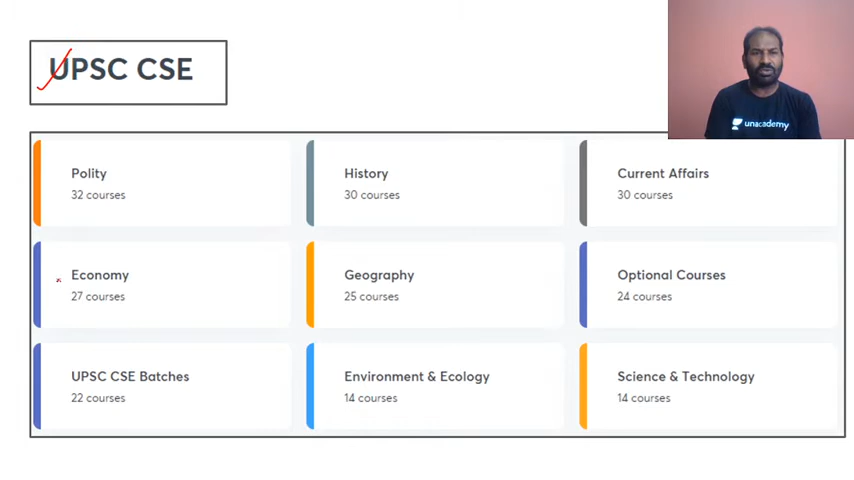 UPSC CSE
unacademy
Polity
32 courses
History
30 courses
Current Affairs
30 courses
Economy
27 courses
Geography
25 courses
Optional Courses
24 courses
UPSC CSE Batches
22 courses
Environment & Ecology
14 courses
Science & Technology
14 courses